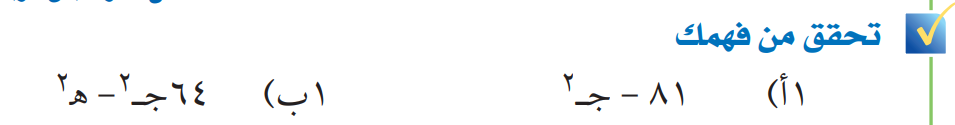 تحقق من فهمك
١أ) ٨١ – جـ٢ ١ب) ٦٤جـ٢ – هـ٢